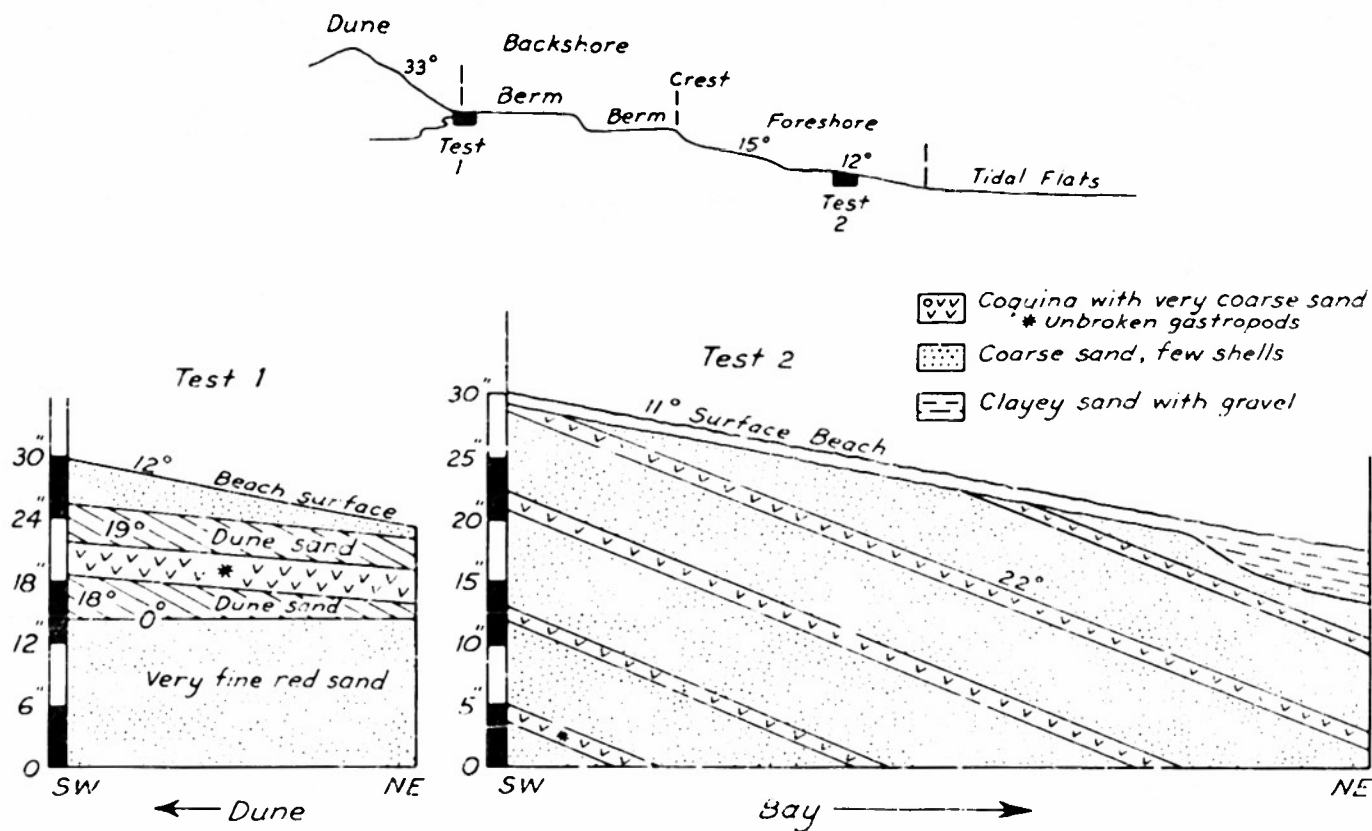 Dune
Backshore
33°
Crest
Berm
Berm
Foreshore
Test
1
15°
12°
Tidal Flats
Test
2
Coquina with very coarse sand
* Unbroken gastropods
Coarse sand, few shells
Clayey sand with gravel
Test 1
30"
24"
18"
12"
6"
0
12°
Beach surface
19°
Dune sand
*
18°
Dune sand
0°
Very fine red sand
SW
NE
← Dune
Test 2
30"
25"
20"
15"
10"
5"
0
11° Surface Beach
22°
*
SW
NE
Bay →